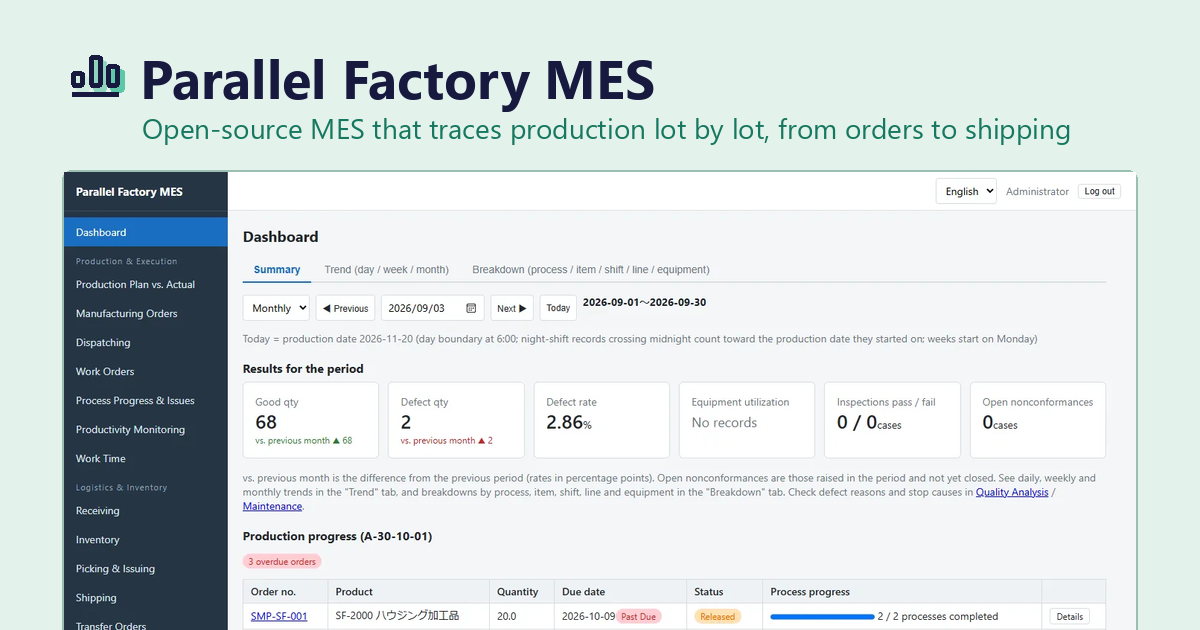 Parallel Factory MES
Open-source MES that traces production lot by lot, from orders to shipping
Parallel Factory MES
English
Administrator
Log out
Dashboard
Production & Execution
Production Plan vs. Actual
Manufacturing Orders
Dispatching
Work Orders
Process Progress & Issues
Productivity Monitoring
Work Time
Logistics & Inventory
Receiving
Inventory
Picking & Issuing
Shipping
Transfer Orders
Dashboard
Summary
Trend (day / week / month)
Breakdown (process / item / shift / line / equipment)
Monthly
◀ Previous
2026/09/03
Next ▶
Today
2026-09-01～2026-09-30
Today = production date 2026-11-20 (day boundary at 6:00; night-shift records crossing midnight count toward the production date they started on; weeks start on Monday)
Results for the period
Good qty
68
vs. previous month ▲ 68
Defect qty
2
vs. previous month ▲ 2
Defect rate
2.86%
Equipment utilization
No records
Inspections pass / fail
0 / 0cases
Open nonconformances
0cases
vs. previous month is the difference from the previous period (rates in percentage points). Open nonconformances are those raised in the period and not yet closed. See daily, weekly and
monthly trends in the "Trend" tab, and breakdowns by process, item, shift, line and equipment in the "Breakdown" tab. Check defect reasons and stop causes in Quality Analysis /
Maintenance.
Production progress (A-30-10-01)
3 overdue orders
Order no. Product Quantity Due date Status Process progress
SMP-SF-001 SF-2000 ハウジング加工品 20.0 2026-10-09 Past Due Released 2 / 2 processes completed Details